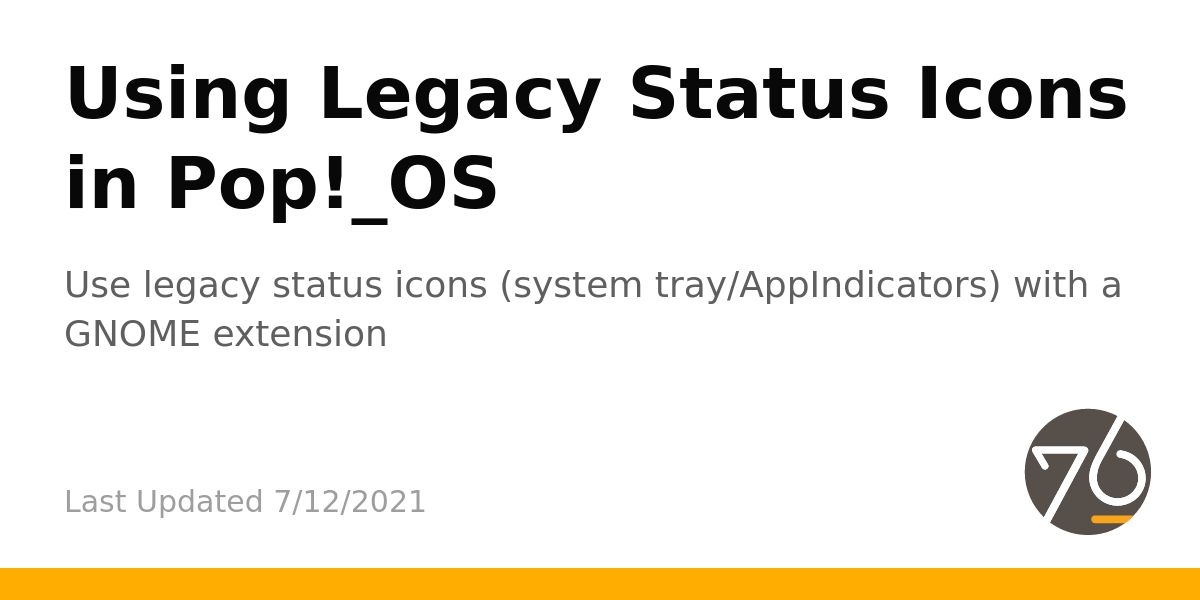 Using Legacy Status Icons
in Pop!_OS
Use legacy status icons (system tray/AppIndicators) with a
GNOME extension
Last Updated 7/12/2021
76